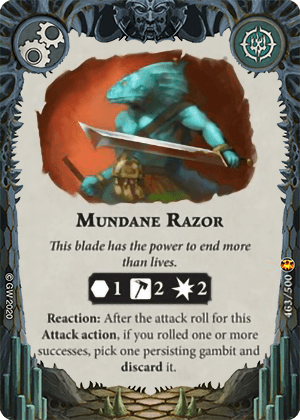 MUNDANE RAZOR
This blade has the power to end more
than lives.
1 2 2
Reaction: After the attack roll for this
Attack action, if you rolled one or more
successes, pick one persisting gambit and
discard it.
© GW 2020
463/500